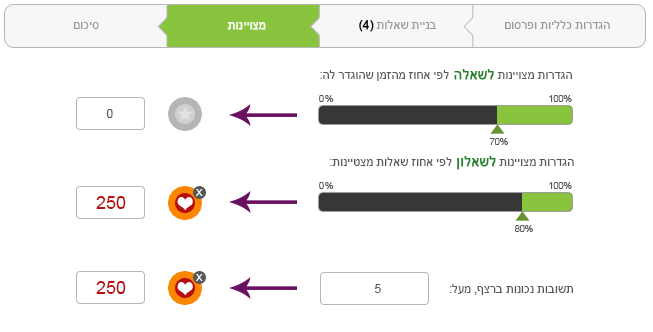 הגדרות כלליות ופרסום
בניית שאלות (4)
מצויינות
סיכום
הגדרות מצויינות לשאלה לפי אחוז מהזמן שהוגדר לה:
0% 100%
70%
0
הגדרות מצויינות לשאלון לפי אחוז שאלות מצטיינות:
0% 100%
80%
x
250
תשובות נכונות ברצף, מעל:
5
x
250